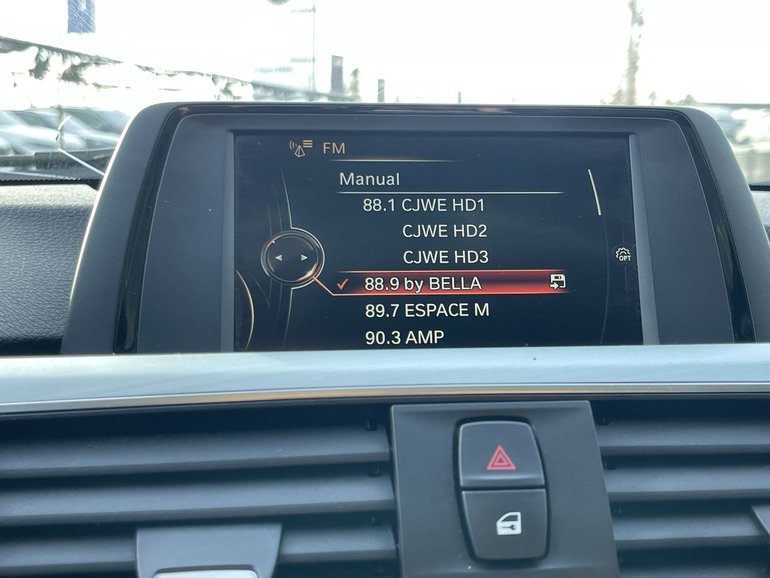 FM
Manual
88.1 CJWE HD1
CJWE HD2
CJWE HD3
88.9 by BELLA
89.7 ESPACE M
90.3 AMP
OPT